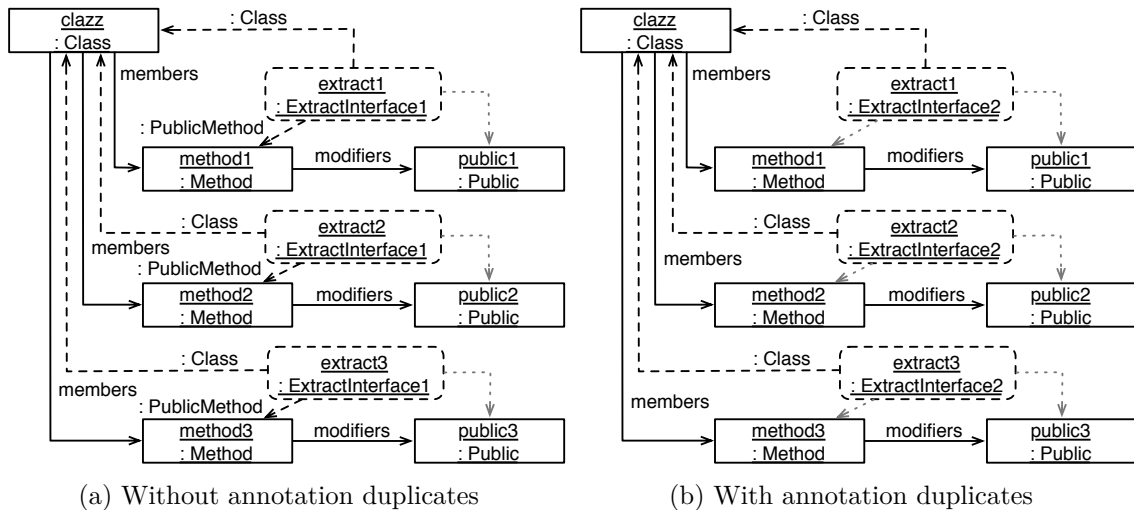 clazz
: Class
: Class
members
extract1
: ExtractInterface1
: PublicMethod
method1
: Method
modifiers
public1
: Public
: Class
extract2
: ExtractInterface1
members
: PublicMethod
method2
: Method
modifiers
public2
: Public
: Class
extract3
: ExtractInterface1
members
: PublicMethod
method3
: Method
modifiers
public3
: Public
(a) Without annotation duplicates
clazz
: Class
: Class
members
extract1
: ExtractInterface2
method1
: Method
modifiers
public1
: Public
: Class
extract2
: ExtractInterface2
members
method2
: Method
modifiers
public2
: Public
: Class
extract3
: ExtractInterface2
members
method3
: Method
modifiers
public3
: Public
(b) With annotation duplicates